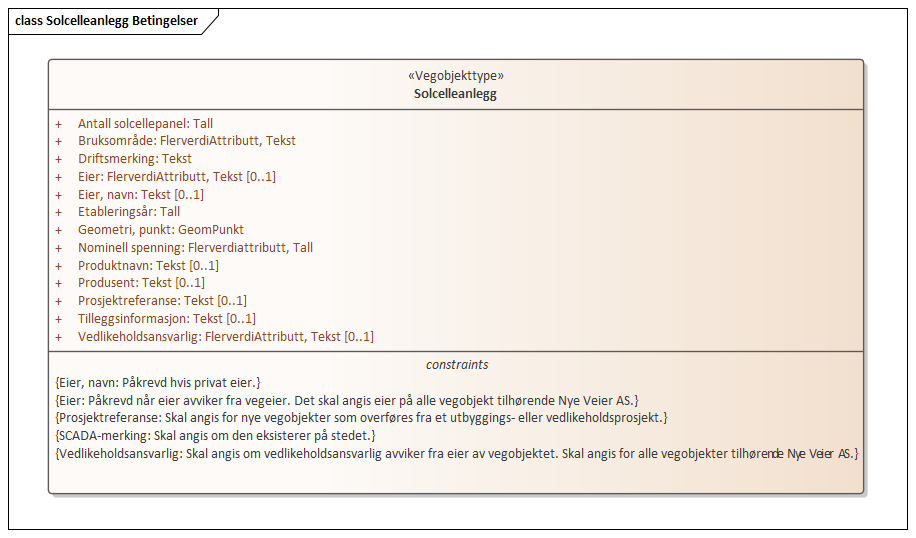 class Solcelleanlegg Betingelser
«Vegobjekttype»
Solcelleanlegg
+ Antall solcellepanel: Tall
+ Bruksområde: FlerverdiAttributt, Tekst
+ Driftsmerking: Tekst
+ Eier: FlerverdiAttributt, Tekst [0..1]
+ Eier, navn: Tekst [0..1]
+ Etableringsår: Tall
+ Geometri, punkt: GeomPunkt
+ Nominell spenning: Flerverdiattributt, Tall
+ Produktnavn: Tekst [0..1]
+ Produsent: Tekst [0..1]
+ Prosjektreferanse: Tekst [0..1]
+ Tilleggsinformasjon: Tekst [0..1]
+ Vedlikeholdsansvarlig: FlerverdiAttributt, Tekst [0..1]
constraints
{Eier, navn: Påkrevd hvis privat eier.}
{Eier: Påkrevd når eier avviker fra vegeier. Det skal angis eier på alle vegobjekt tilhørende Nye Veier AS.}
{Prosjektreferanse: Skal angis for nye vegobjekter som overføres fra et utbyggings- eller vedlikeholdsprosjekt.}
{SCADA-merking: Skal angis om den eksisterer på stedet.}
{Vedlikeholdsansvarlig: Skal angis om vedlikeholdsansvarlig avviker fra eier av vegobjektet. Skal angis for alle vegobjekter tilhørende Nye Veier AS.}